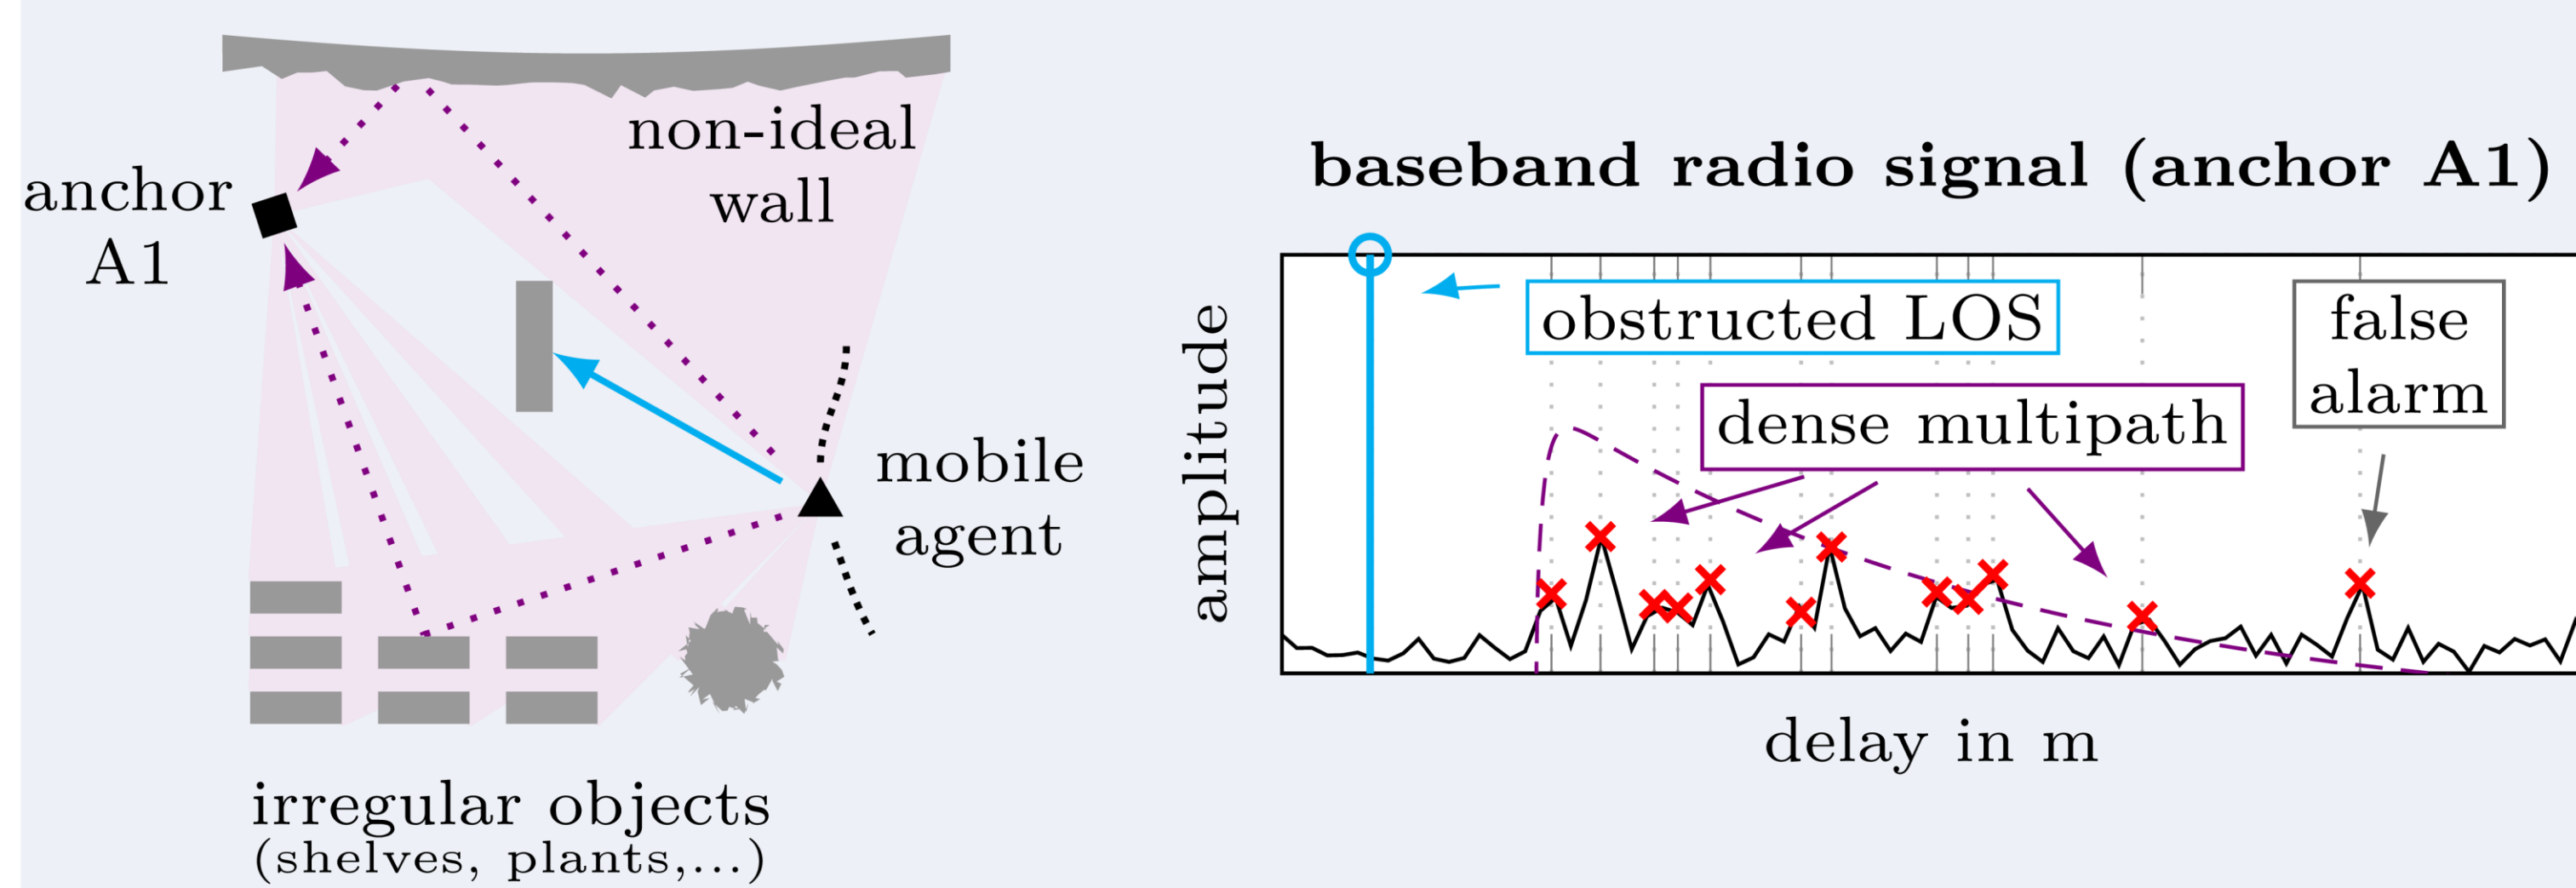 non-ideal
wall
anchor
A1
mobile
agent
irregular objects
(shelves, plants,...)
baseband radio signal (anchor A1)
amplitude
obstructed LOS
dense multipath
false
alarm
delay in m